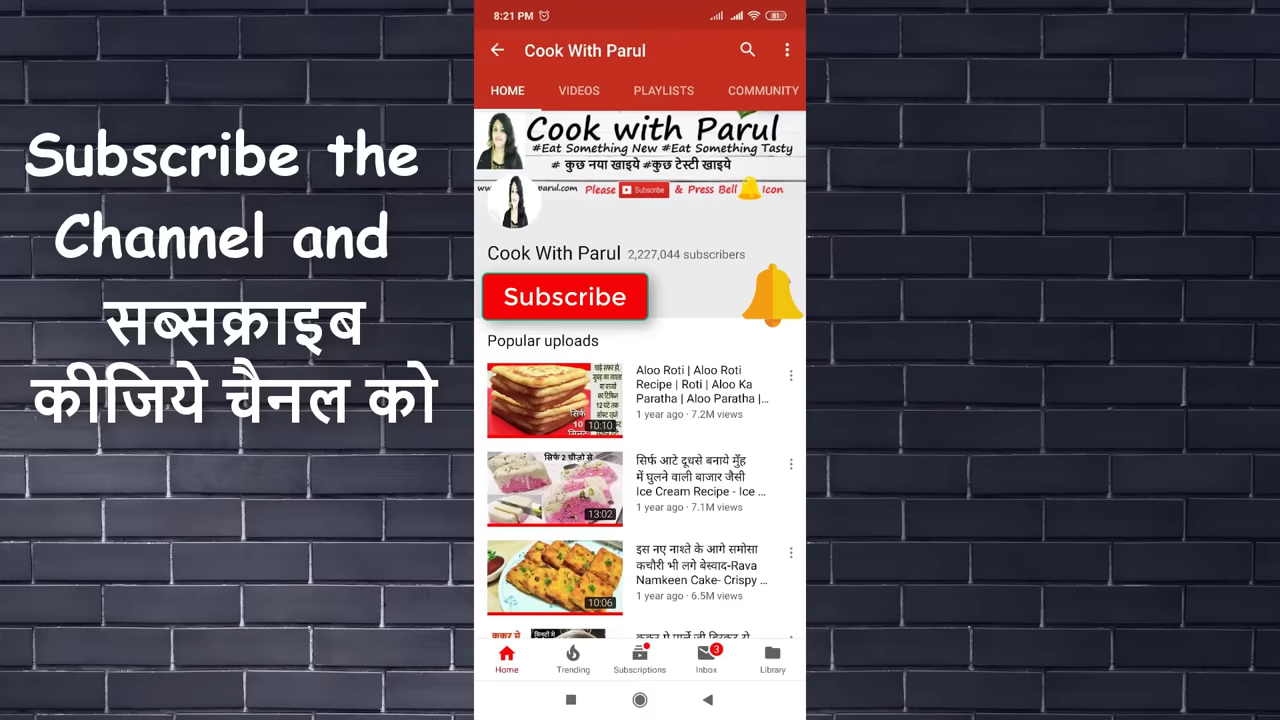 Subscribe the
Channel and
सब्सक्राइब
कीजिये चैनल को
8:21 PM
81
Cook With Parul
HOME VIDEOS PLAYLISTS COMMUNITY
Cook with Parul
#Eat Something New #Eat Something Tasty
# कुछ नया खाइये #कुछ टेस्टी खाइये
parul.com Please Subscribe & Press Bell Icon
Cook With Parul 2,227,044 subscribers
Subscribe
Popular uploads
सिर्फ
10
10:10
Aloo Roti | Aloo Roti
Recipe | Roti | Aloo Ka
Paratha | Aloo Paratha |...
1 year ago · 7.2M views
सिर्फ 2 चीज़ो से
13:02
सिर्फ आटे दूधसे बनाये मुँह
में घुलने वाली बाजार जैसी
Ice Cream Recipe - Ice ...
1 year ago · 7.1M views
10:06
इस नए नाश्ते के आगे समोसा
कचौरी भी लगे बेस्वाद-Rava
Namkeen Cake- Crispy ...
1 year ago · 6.5M views
Home Trending Subscriptions Inbox Library
3